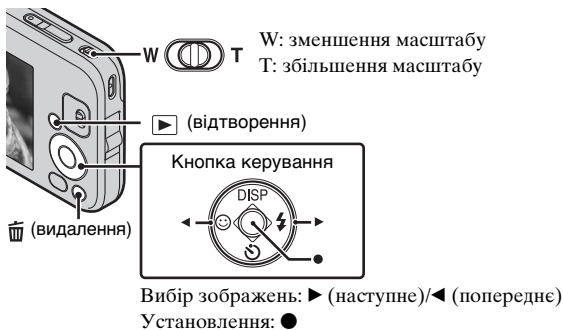 W T W: зменшення масштабу
T: збільшення масштабу
(відтворення)
Кнопка керування
DISP
(видалення)
Вибір зображень: ► (наступне)/◄ (попереднє)
Установлення: ●